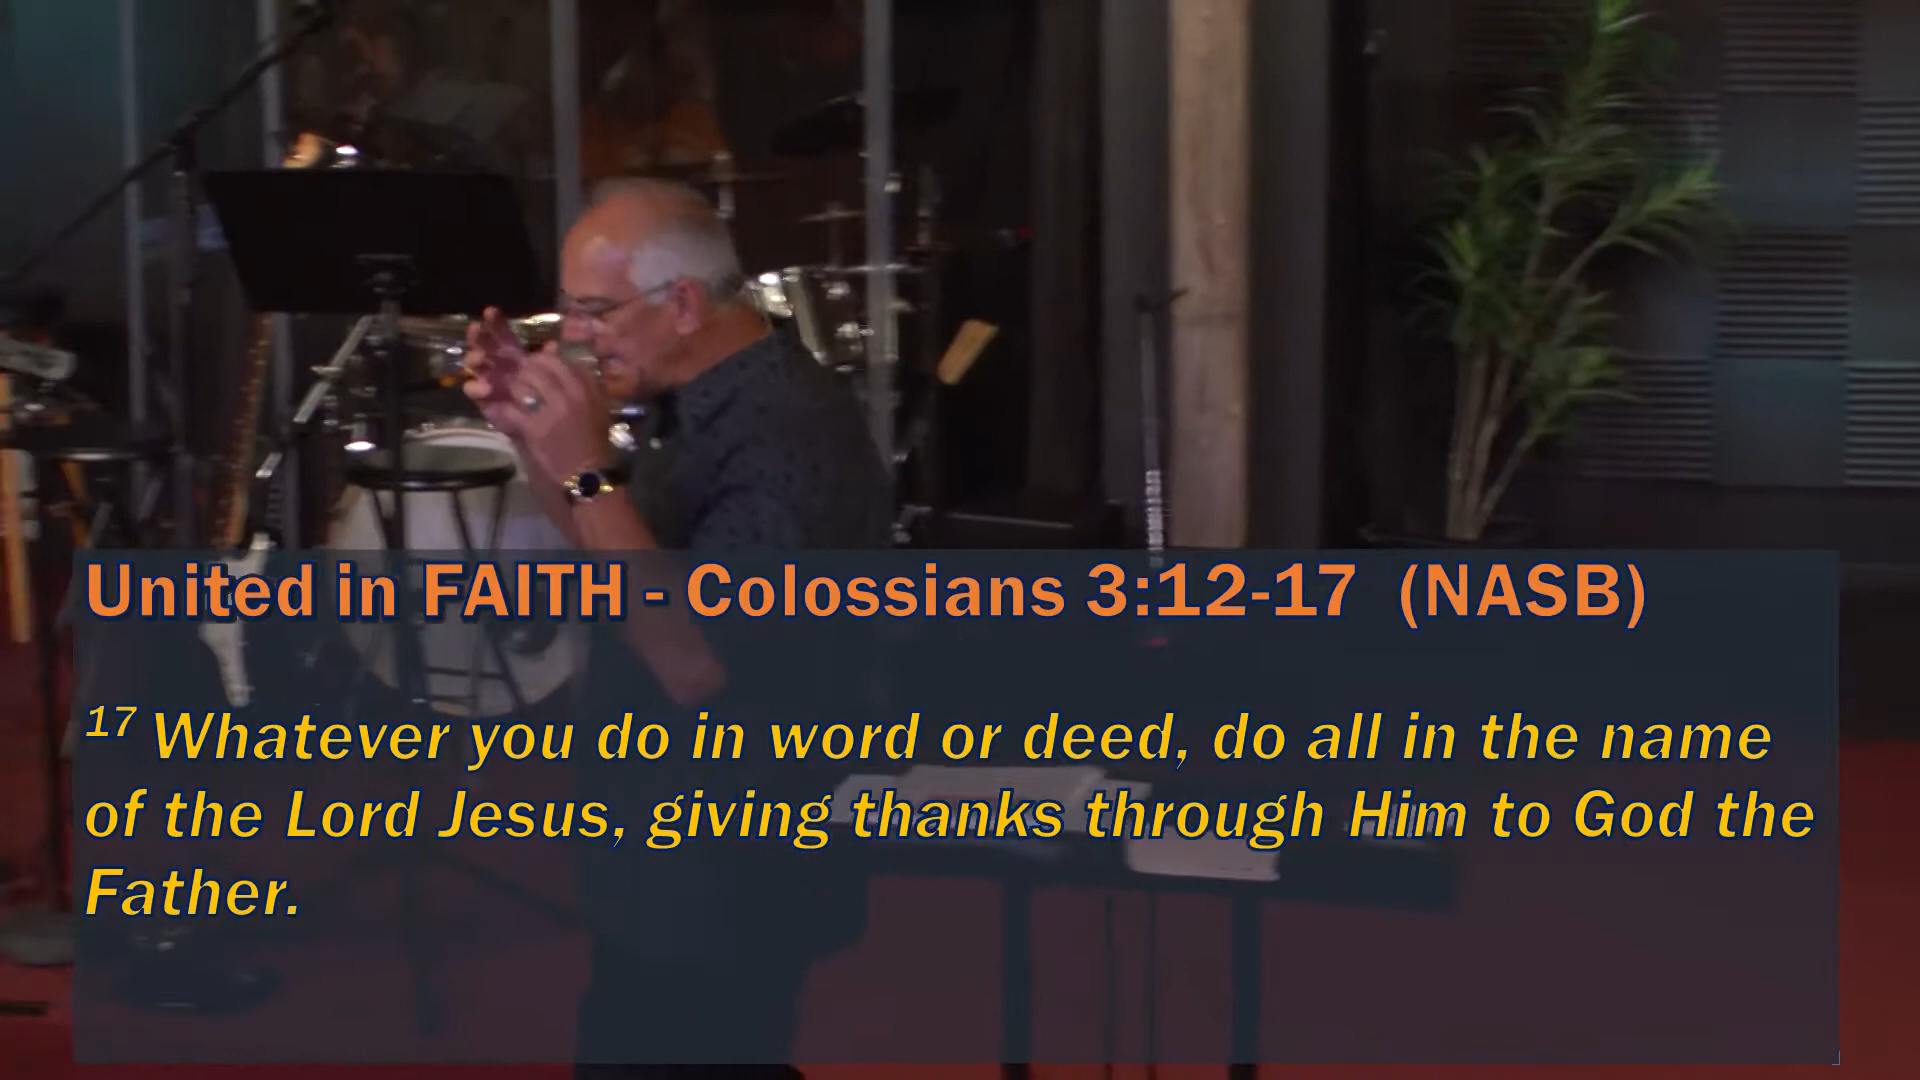 United in FAITH - Colossians 3:12-17 (NASB)
17 Whatever you do in word or deed, do all in the name
of the Lord Jesus, giving thanks through Him to God the
Father.